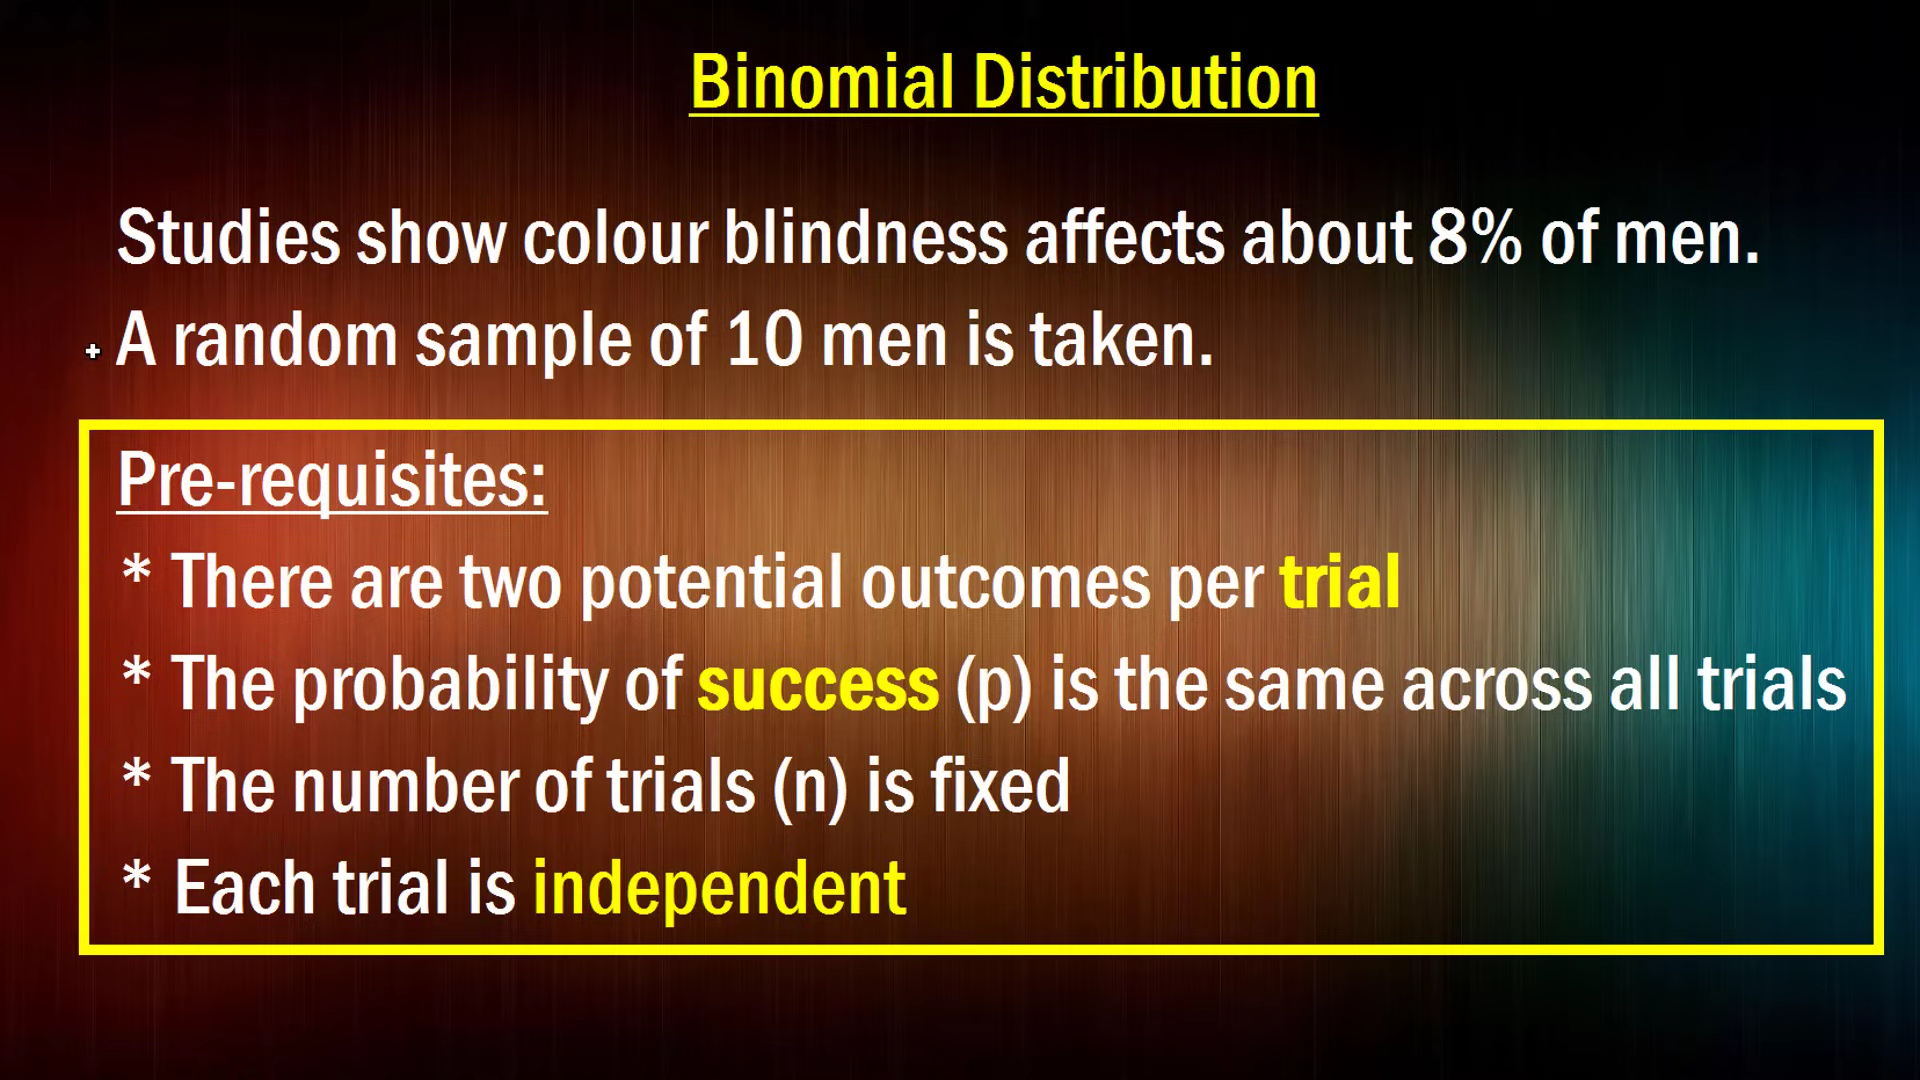 Binomial Distribution
Studies show colour blindness affects about 8% of men.
A random sample of 10 men is taken.
Pre-requisites:
* There are two potential outcomes per trial
* The probability of success (p) is the same across all trials
* The number of trials (n) is fixed
* Each trial is independent